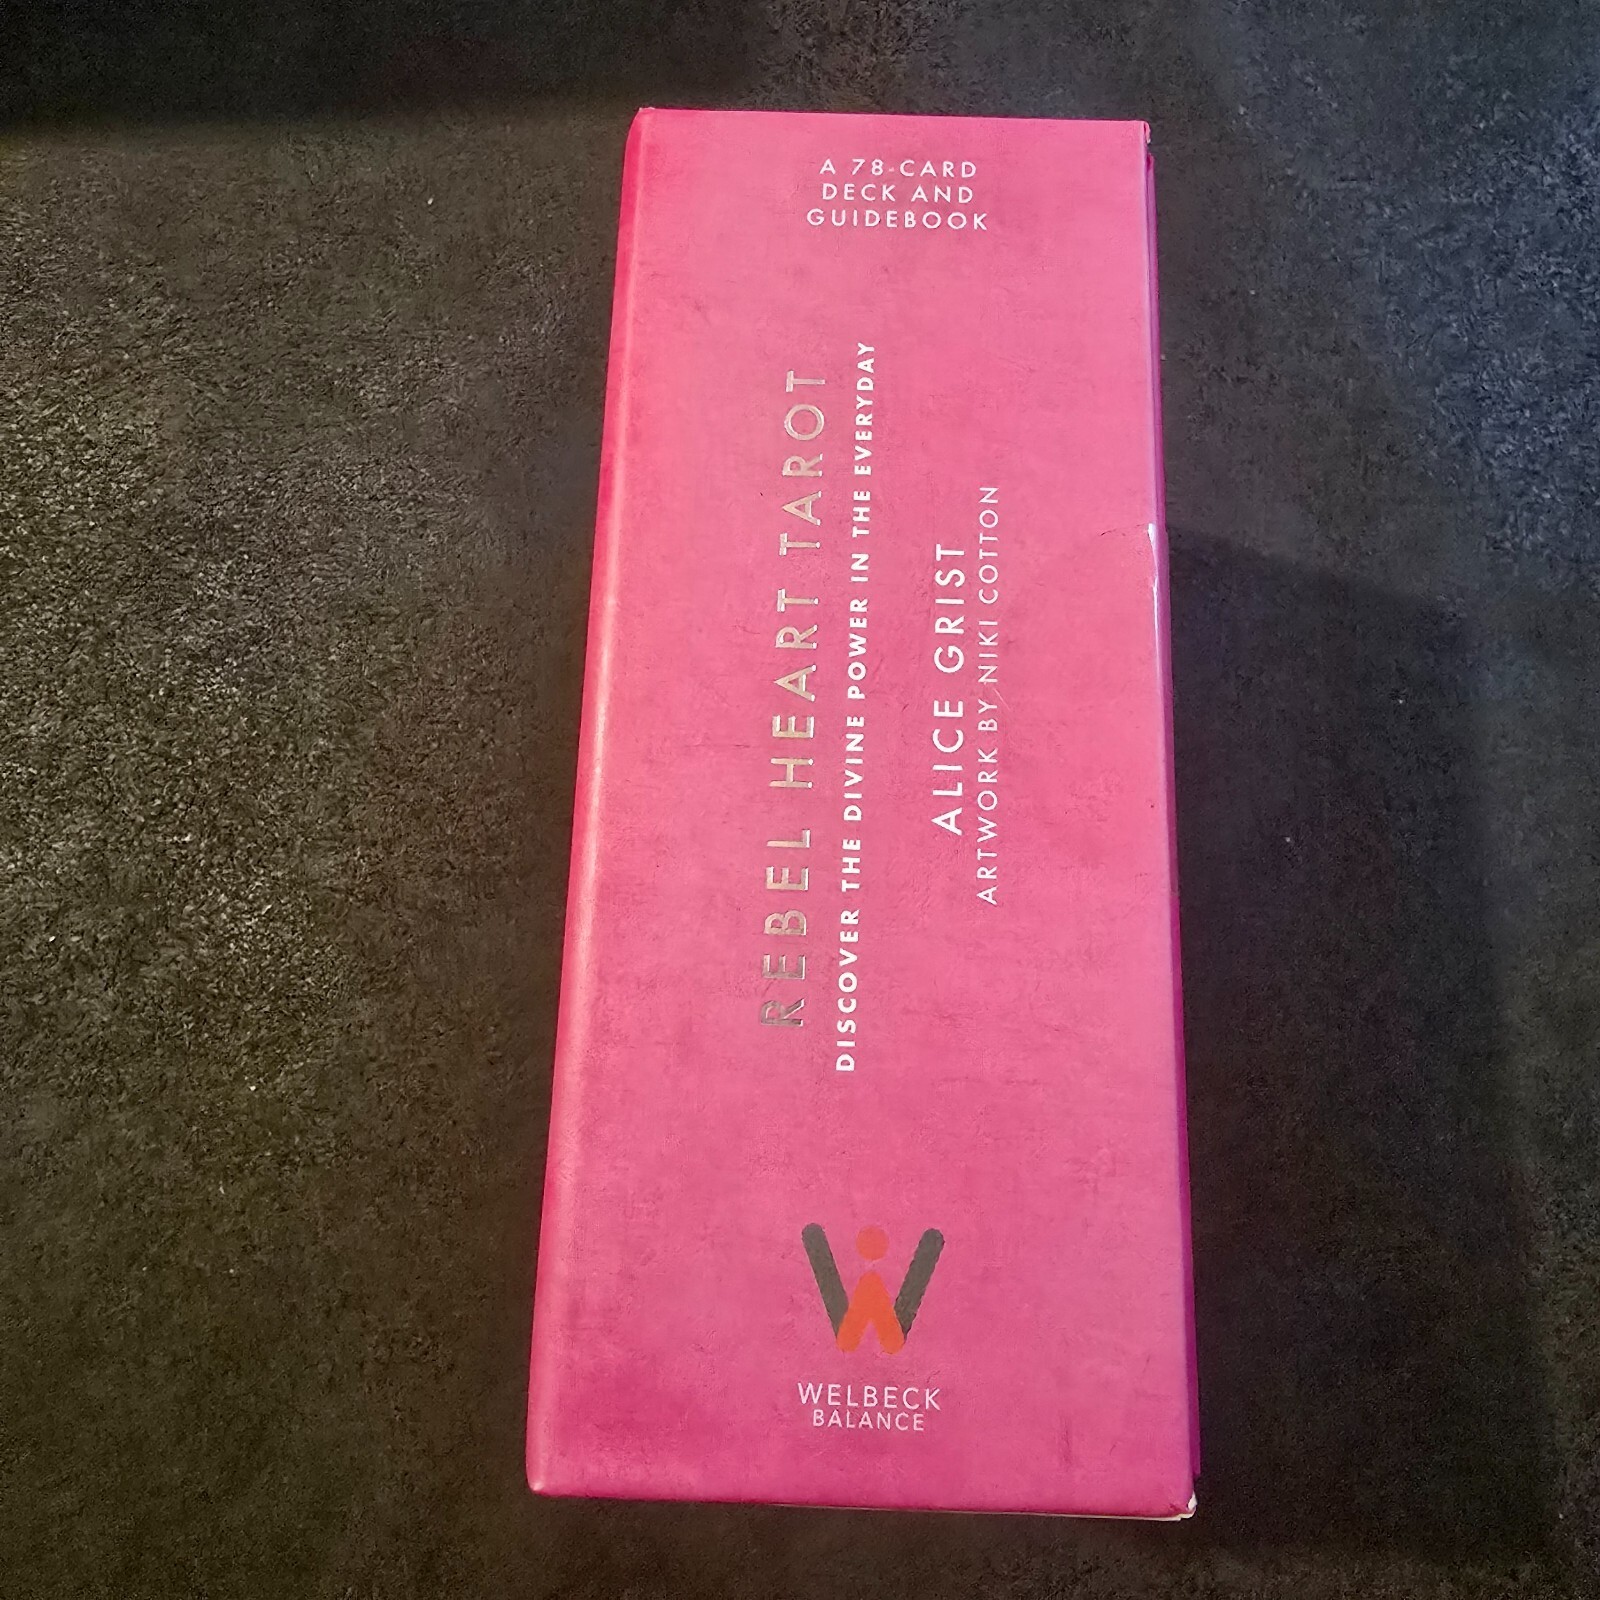 A 78-CARD
DECK AND
GUIDEBOOK
REBEL HEART TAROT
DISCOVER THE DIVINE POWER IN THE EVERYDAY
ALICE GRIST
ARTWORK BY NIKI COTTON
WELBECK
BALANCE